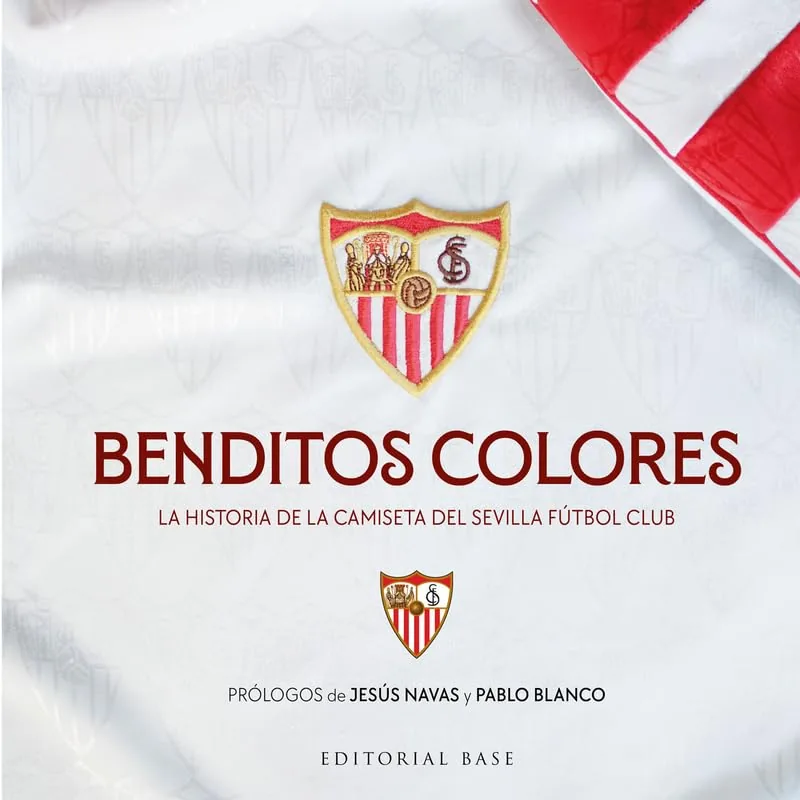 BENDITOS COLORES
LA HISTORIA DE LA CAMISETA DEL SEVILLA FÚTBOL CLUB
PRÓLOGOS de JESÚS NAVAS y PABLO BLANCO
EDITORIAL BASE